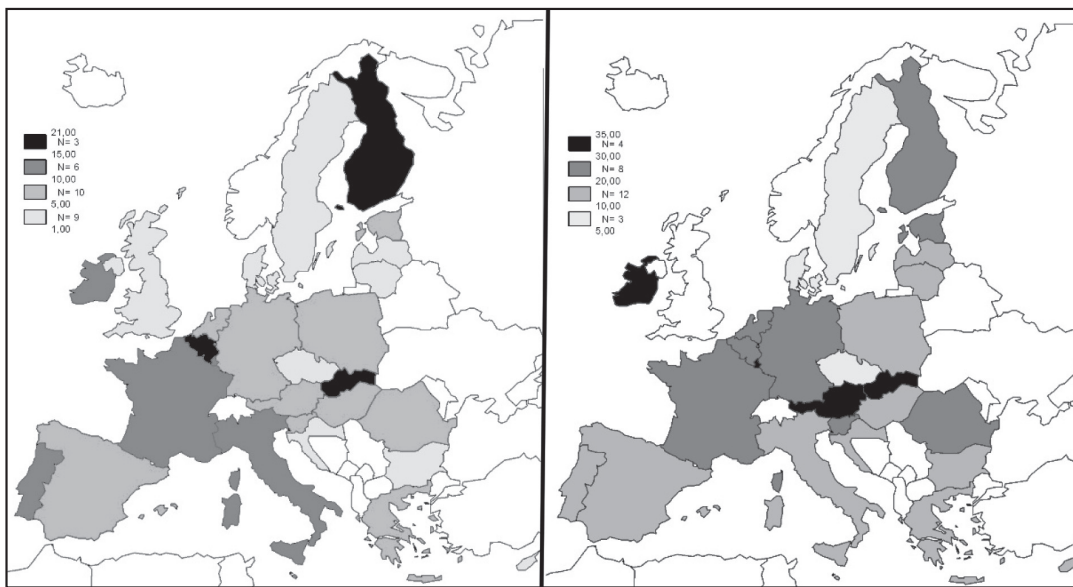 21,00
N= 3
15,00
N= 6
10,00
N= 10
5,00
N= 9
1,00
35,00
N= 4
30,00
N= 8
20,00
N= 12
10,00
N= 3
5,00